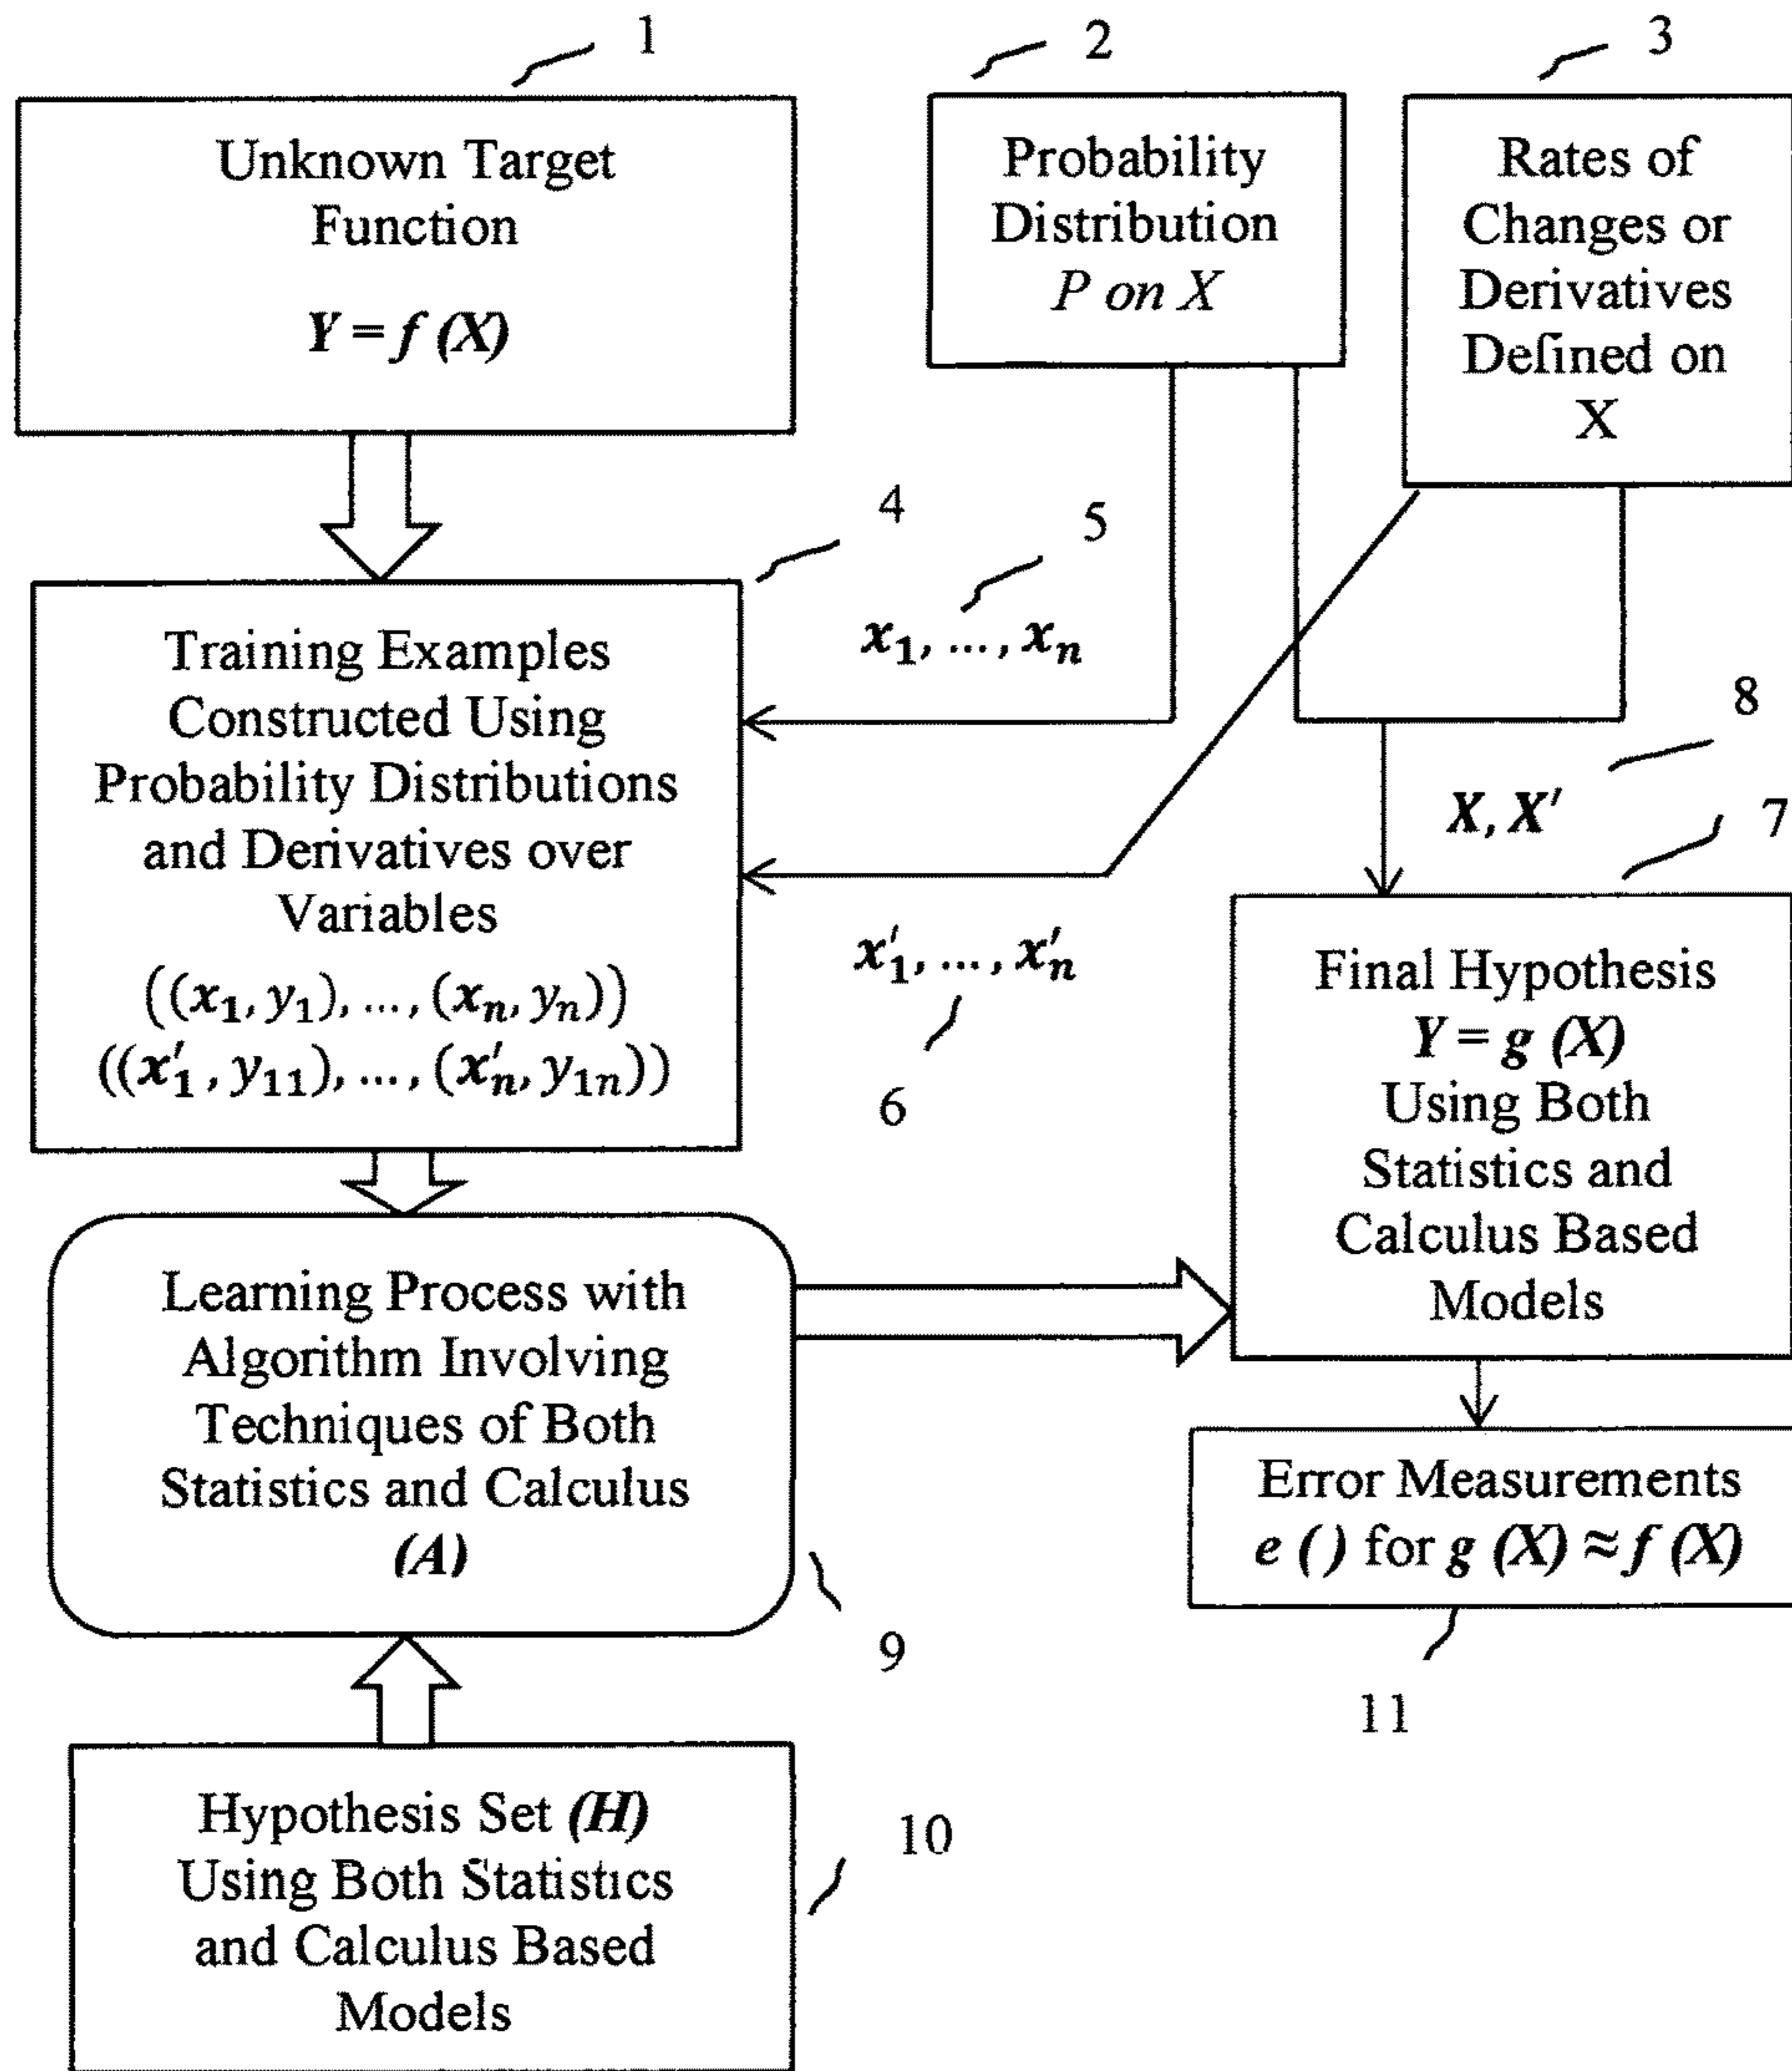 1
Unknown Target
Function
Y = f (X)
2
Probability
Distribution
P on X
3
Rates of
Changes or
Derivatives
Defined on
X
4
Training Examples
Constructed Using
Probability Distributions
and Derivatives over
Variables
((x₁, y₁), ..., (xₙ, yₙ))
((x′₁, y₁₁), ..., (x′ₙ, y₁ₙ))
5
x₁, ..., xₙ
x′₁, ..., x′ₙ
6
8
X, X′
7
Final Hypothesis
Y = g (X)
Using Both
Statistics and
Calculus Based
Models
Learning Process with
Algorithm Involving
Techniques of Both
Statistics and Calculus
(A)
9
Error Measurements
e ( ) for g (X) ≈ f (X)
11
Hypothesis Set (H)
Using Both Statistics
and Calculus Based
Models
10